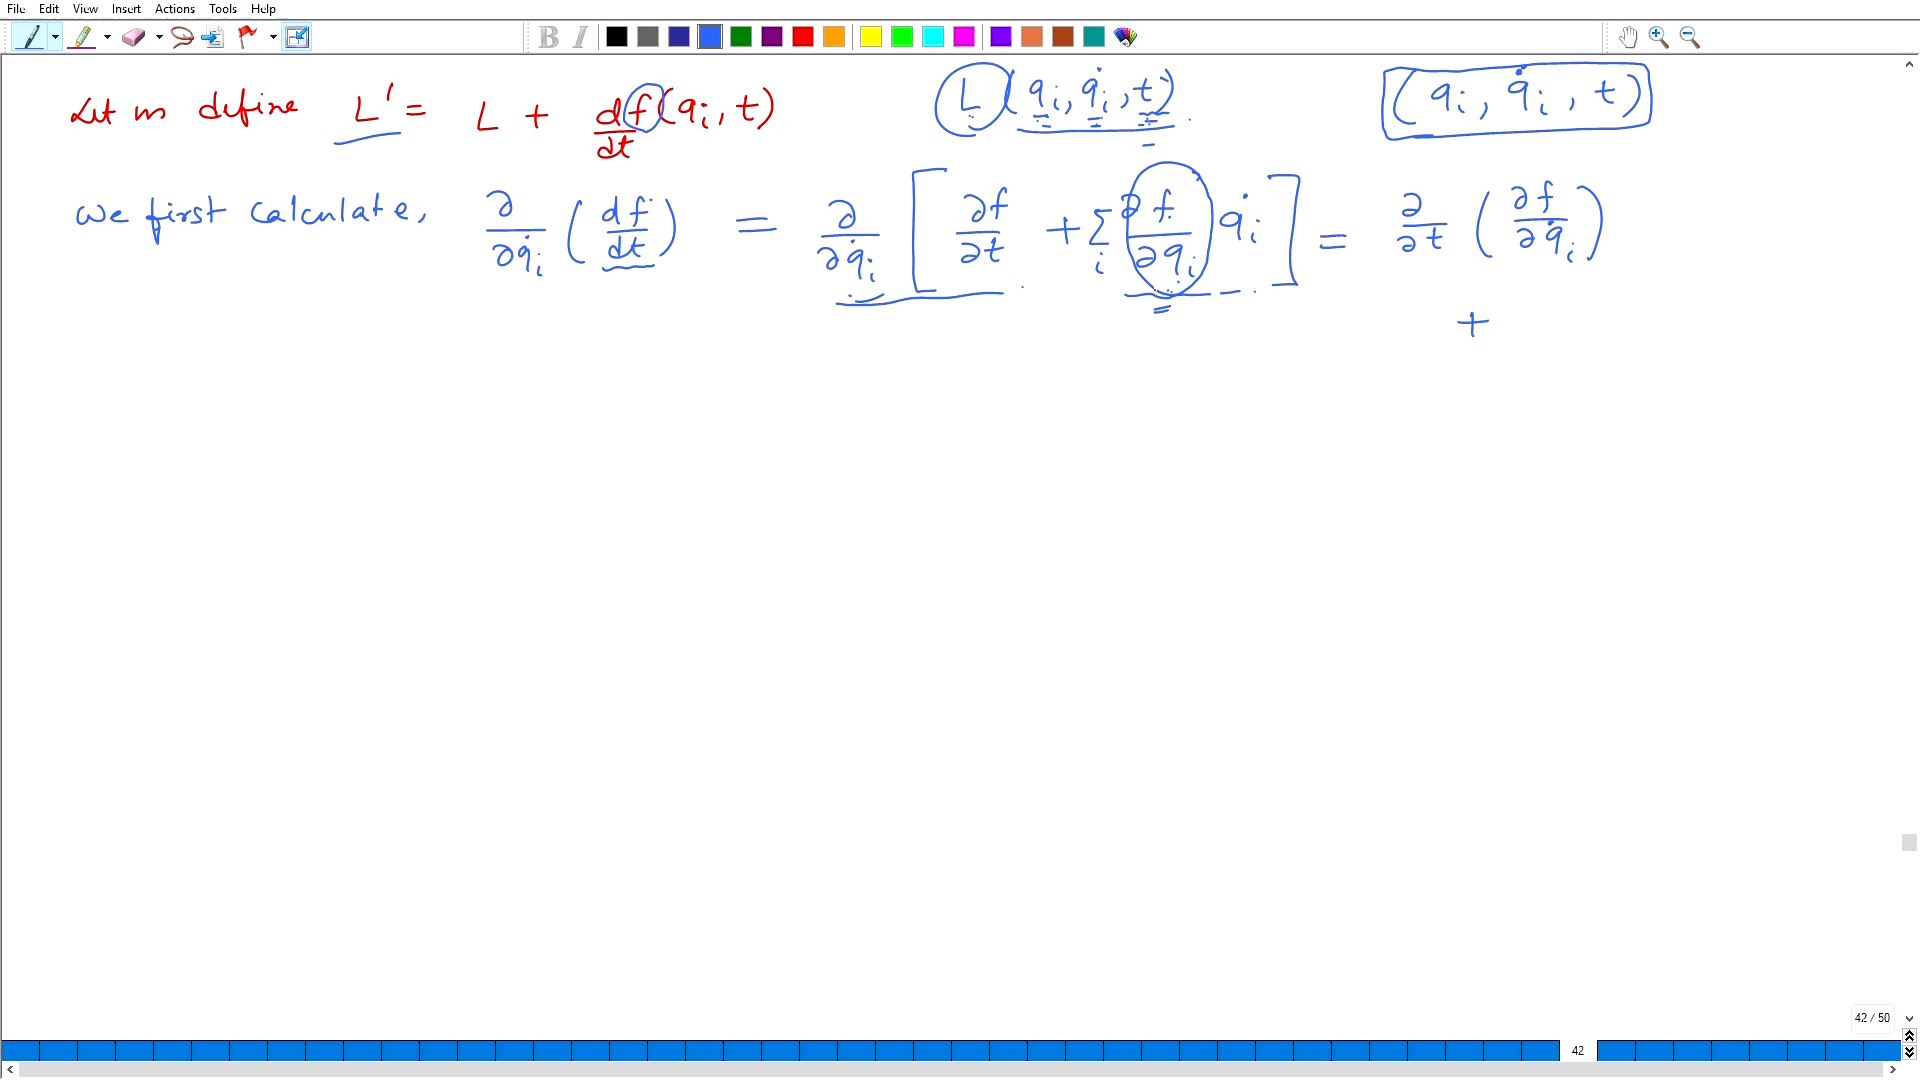 File Edit View Insert Actions Tools Help
B I
Let us define L' = L + df/dt (qi, t) L (qi, q̇i, t) (qi, q̇i, t)
We first calculate, ∂/∂q̇i (df/dt) = ∂/∂q̇i [ ∂f/∂t + Σi ∂f/∂qi q̇i ] = ∂/∂t (∂f/∂q̇i)
+
42 / 50
42